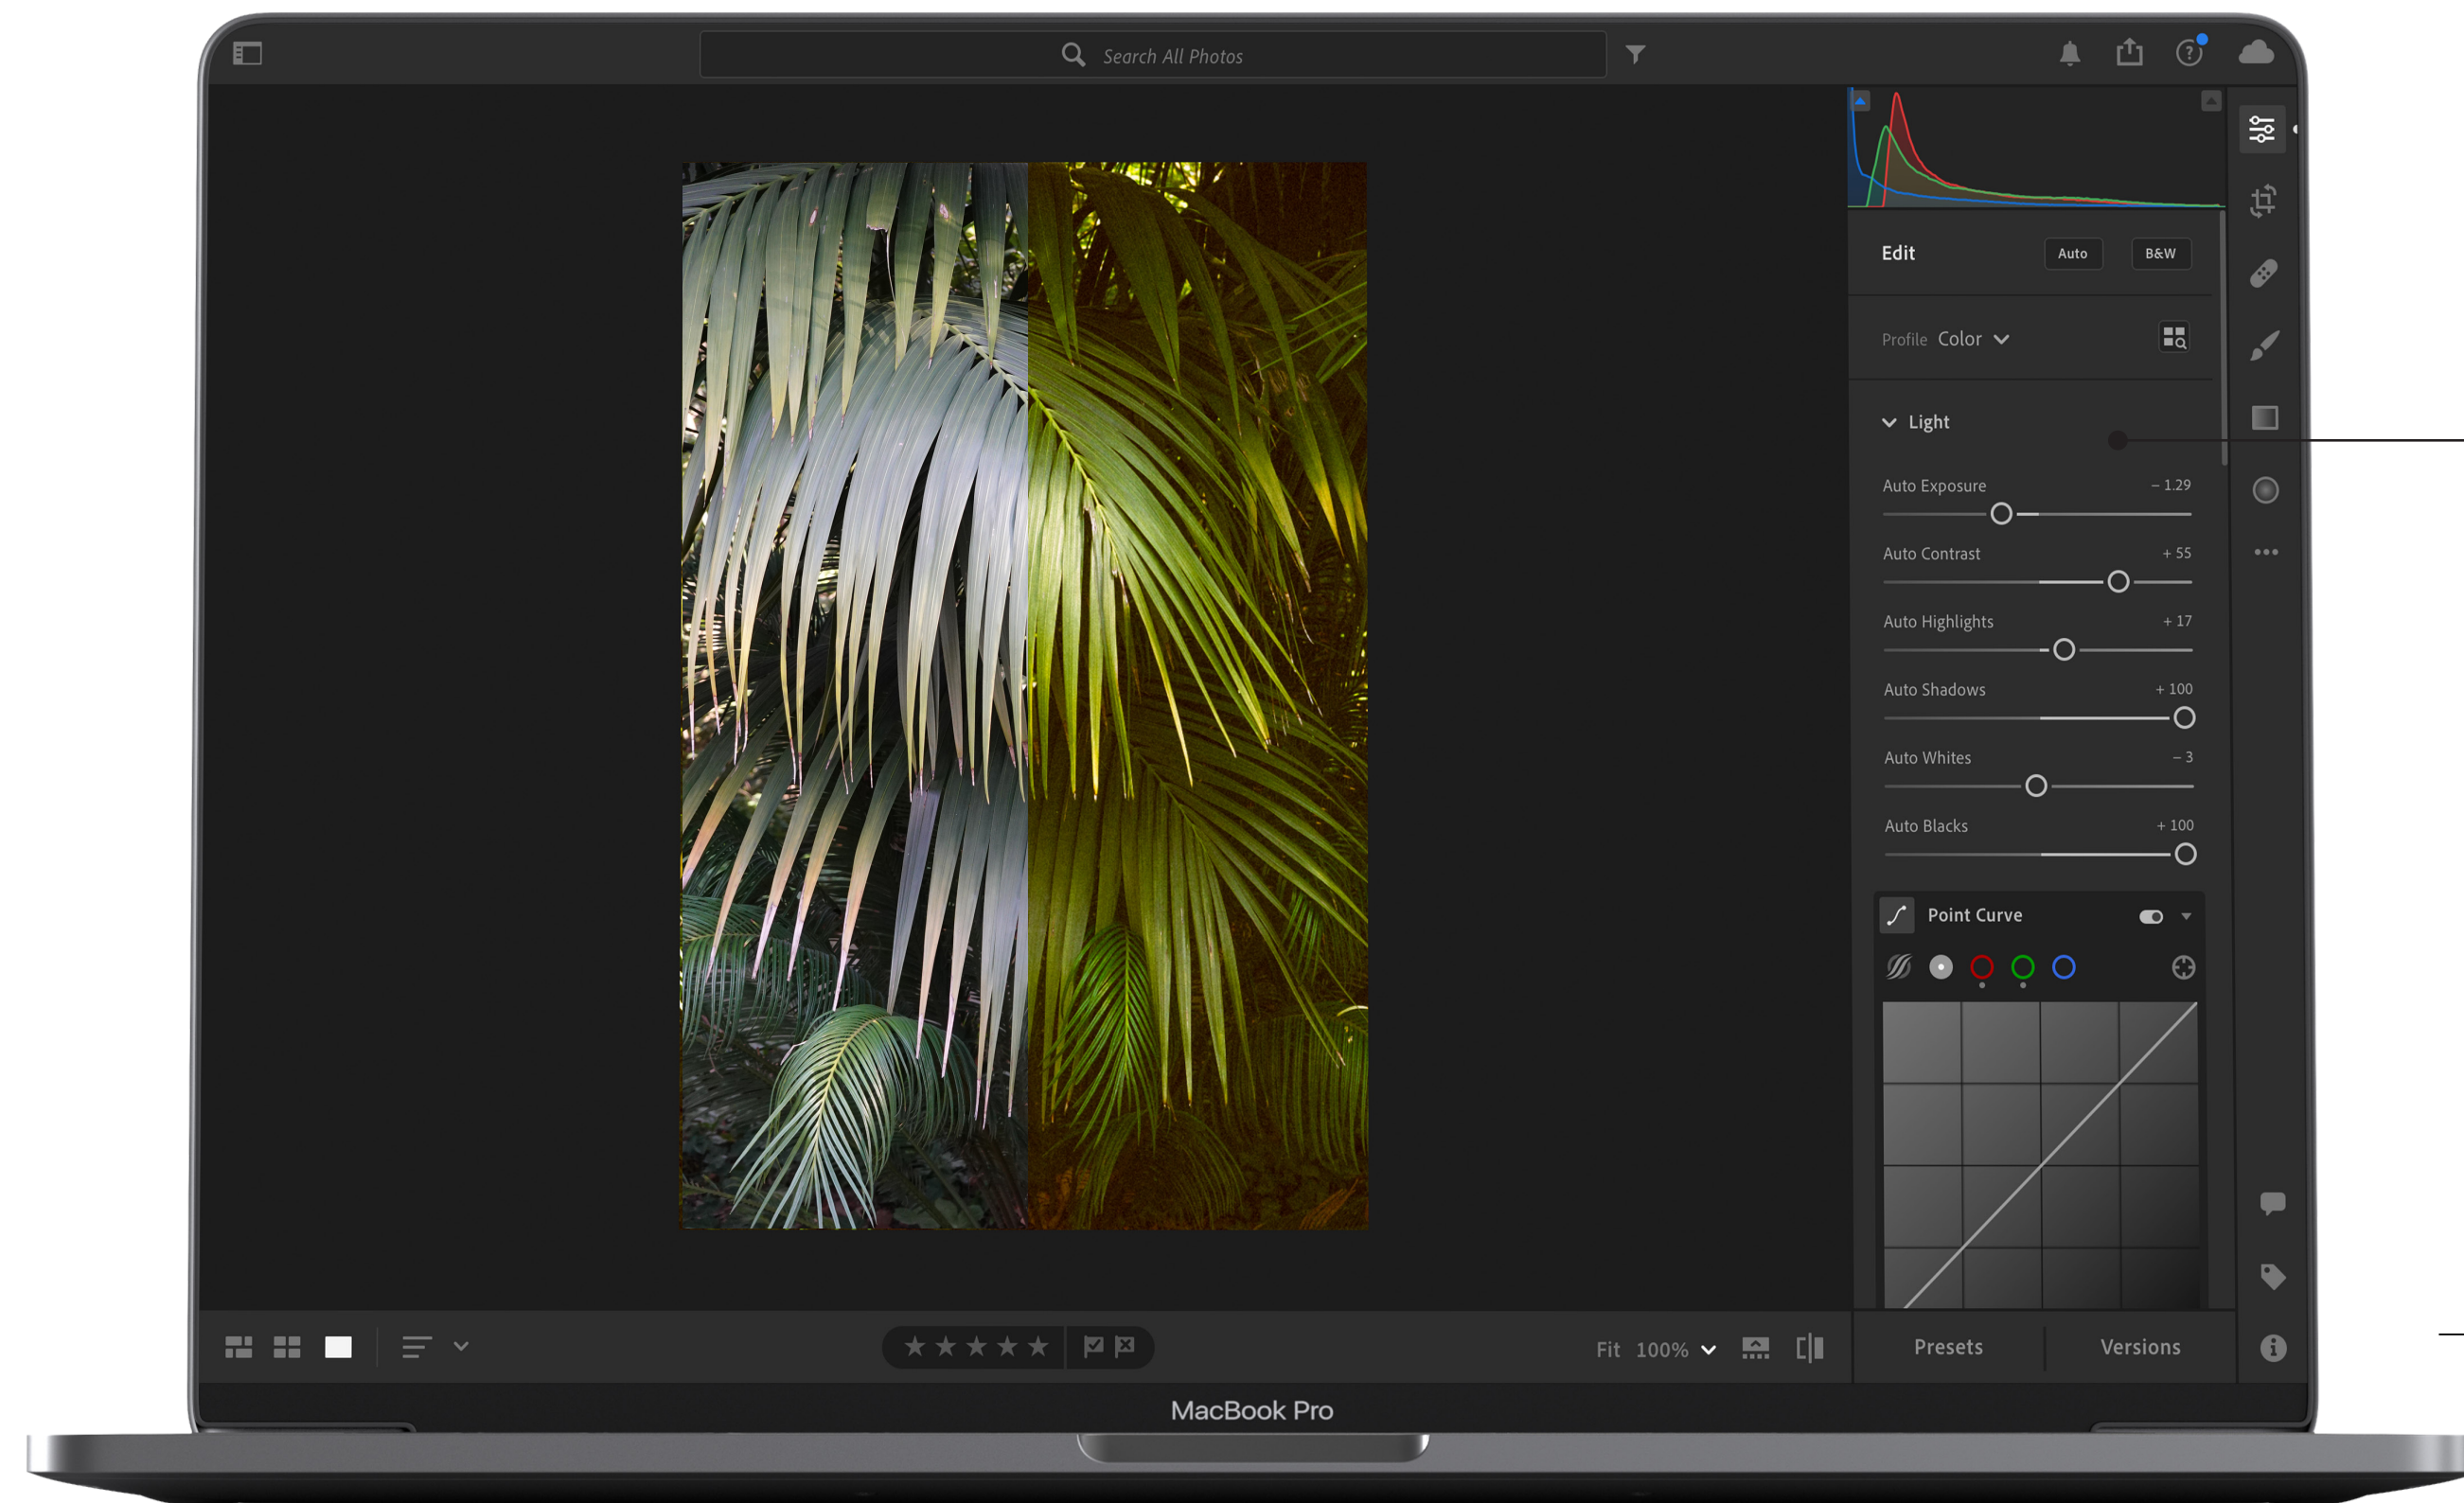 Search All Photos
Edit
Auto
B&W
Profile Color
Light
Auto Exposure – 1.29
Auto Contrast + 55
Auto Highlights + 17
Auto Shadows + 100
Auto Whites – 3
Auto Blacks + 100
Point Curve
Fit 100%
Presets
Versions
MacBook Pro